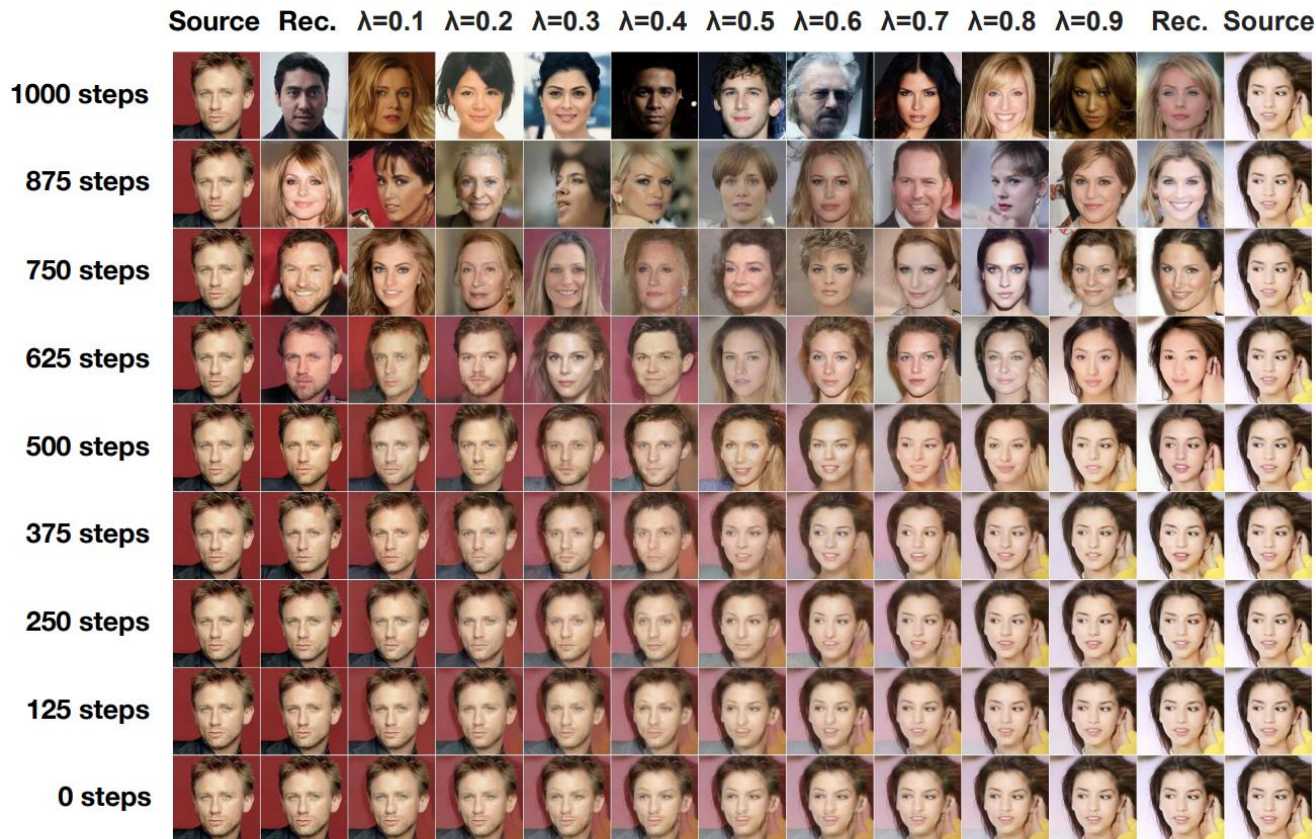 Source Rec. λ=0.1 λ=0.2 λ=0.3 λ=0.4 λ=0.5 λ=0.6 λ=0.7 λ=0.8 λ=0.9 Rec. Source
1000 steps
875 steps
750 steps
625 steps
500 steps
375 steps
250 steps
125 steps
0 steps